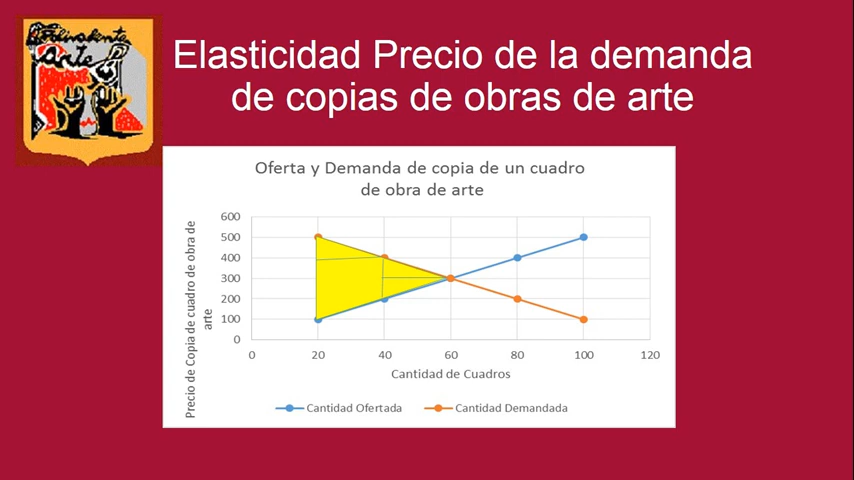 Benevolente
Arte
Elasticidad Precio de la demanda
de copias de obras de arte
Oferta y Demanda de copia de un cuadro
de obra de arte
Precio de Copia de cuadro de obra de
arte
600
500
400
300
200
100
0
0 20 40 60 80 100 120
Cantidad de Cuadros
Cantidad Ofertada Cantidad Demandada